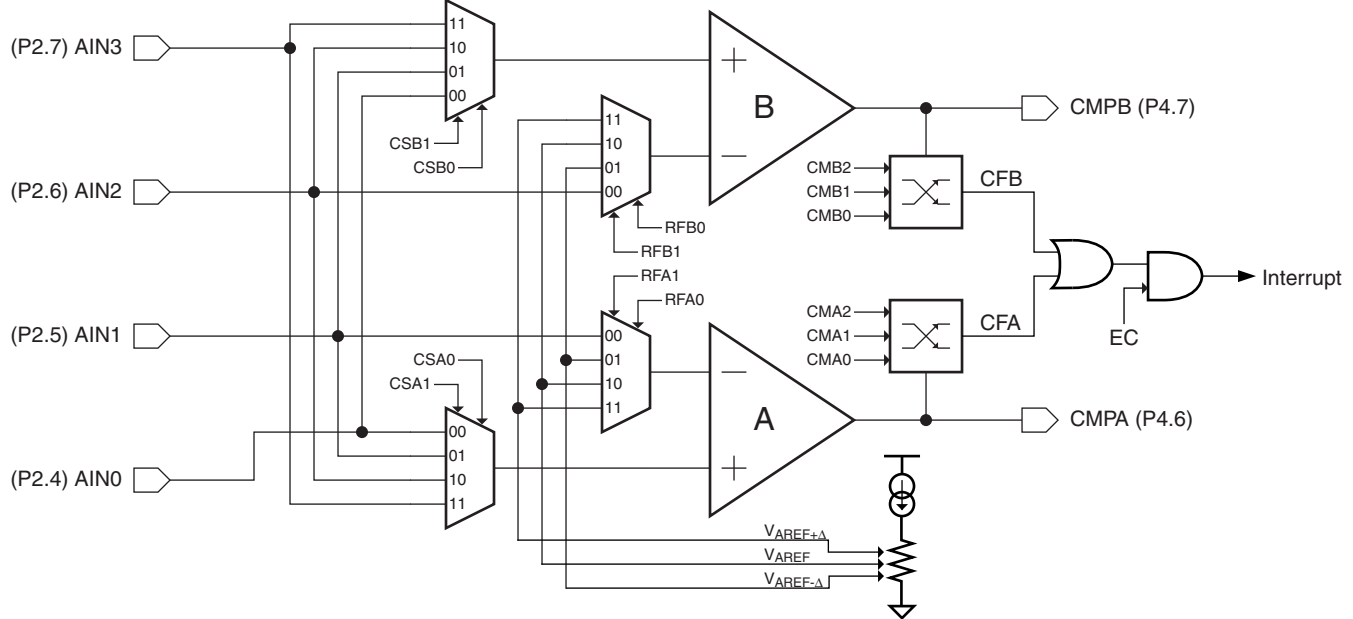 (P2.7) AIN3
11
10
01
00
CSB1
CSB0
11
10
01
00
RFB0
RFB1
+
B
−
CMPB (P4.7)
CMB2
CMB1
CMB0
CFB
(P2.6) AIN2
Interrupt
EC
(P2.5) AIN1
RFA1
RFA0
00
01
10
11
CSA0
CSA1
00
01
10
11
−
A
+
CMA2
CMA1
CMA0
CFA
CMPA (P4.6)
(P2.4) AIN0
VAREF+Δ
VAREF
VAREF-Δ